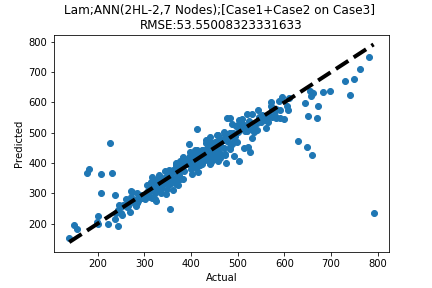 Lam;ANN(2HL-2,7 Nodes);[Case1+Case2 on Case3]
RMSE:53.55008323331633
800
700
600
500
400
300
200
Predicted
200 300 400 500 600 700 800
Actual